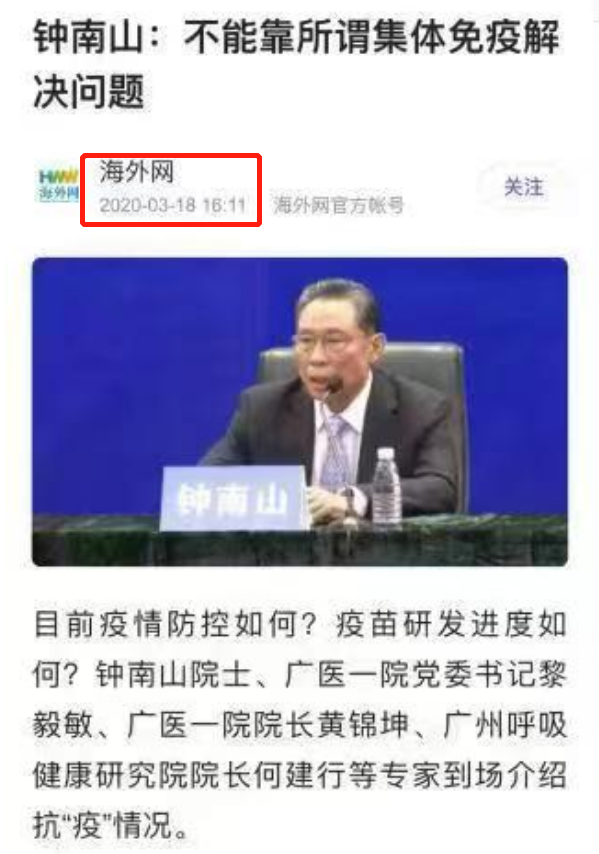 钟南山：不能靠所谓集体免疫解
决问题
HWW
海外网
海外网
2020-03-18 16:11 海外网官方帐号
关注
钟南山
目前疫情防控如何？疫苗研发进度如
何？钟南山院士、广医一院党委书记黎
毅敏、广医一院院长黄锦坤、广州呼吸
健康研究院院长何建行等专家到场介绍
抗“疫”情况。